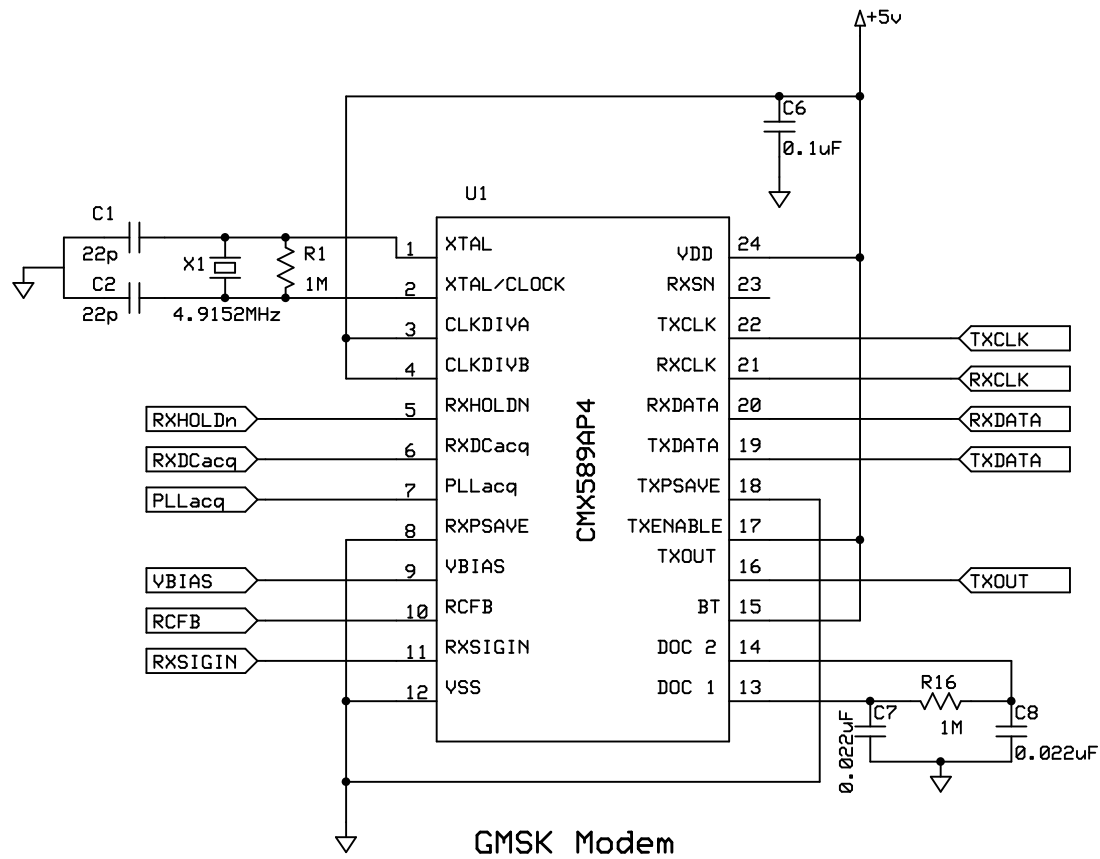 +5v
C6
0.1uF
U1
C1
22p
C2
22p
X1
4.9152MHz
R1
1M
1 XTAL
2 XTAL/CLOCK
3 CLKDIVA
4 CLKDIVB
5 RXHOLDN
6 RXDCacq
7 PLLacq
8 RXPSAVE
9 VBIAS
10 RCFB
11 RXSIGIN
12 VSS
RXHOLDn
RXDCacq
PLLacq
VBIAS
RCFB
RXSIGIN
CMX589AP4
VDD 24
RXSN 23
TXCLK 22
RXCLK 21
RXDATA 20
TXDATA 19
TXPSAVE 18
TXENABLE 17
TXOUT 16
BT 15
DOC 2 14
DOC 1 13
TXCLK
RXCLK
RXDATA
TXDATA
TXOUT
R16
1M
C7
0.022uF
C8
0.022uF
GMSK Modem